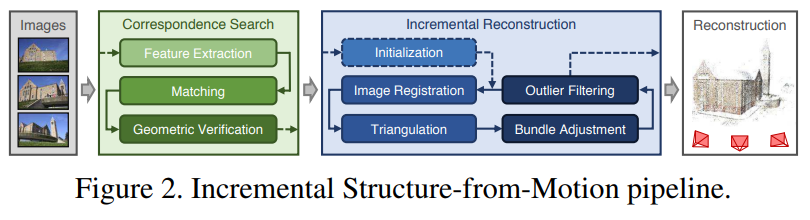 Images
Correspondence Search
Feature Extraction
Matching
Geometric Verification
Incremental Reconstruction
Initialization
Image Registration
Triangulation
Outlier Filtering
Bundle Adjustment
Reconstruction
Figure 2. Incremental Structure-from-Motion pipeline.